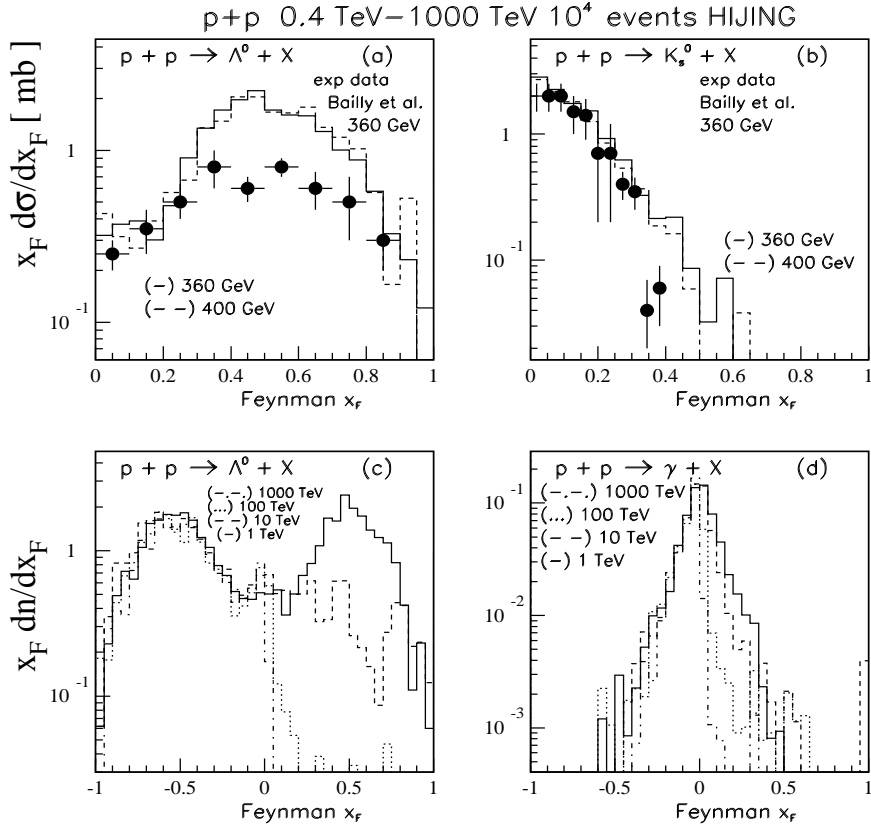 p+p 0.4 TeV−1000 TeV 10⁴ events HIJING
x_F dσ/dx_F [ mb]
p + p → Λ⁰ + X (a)
exp data
Bailly et al.
360 GeV
1
(−) 360 GeV
(− −) 400 GeV
10⁻¹
0 0.2 0.4 0.6 0.8 1
Feynman x_F
p + p → K_s⁰ + X (b)
exp data
Bailly et al.
360 GeV
1
(−) 360 GeV
(− −) 400 GeV
10⁻¹
0 0.2 0.4 0.6 0.8 1
Feynman x_F
x_F dn/dx_F
p + p → Λ⁰ + X (c)
(−.−.) 1000 TeV
(...) 100 TeV
(− −) 10 TeV
(−) 1 TeV
1
10⁻¹
-1 -0.5 0 0.5 1
Feynman x_F
p + p → γ + X (d)
10⁻¹
(−.−.) 1000 TeV
(...) 100 TeV
(− −) 10 TeV
(−) 1 TeV
10⁻²
10⁻³
-1 -0.5 0 0.5 1
Feynman x_F